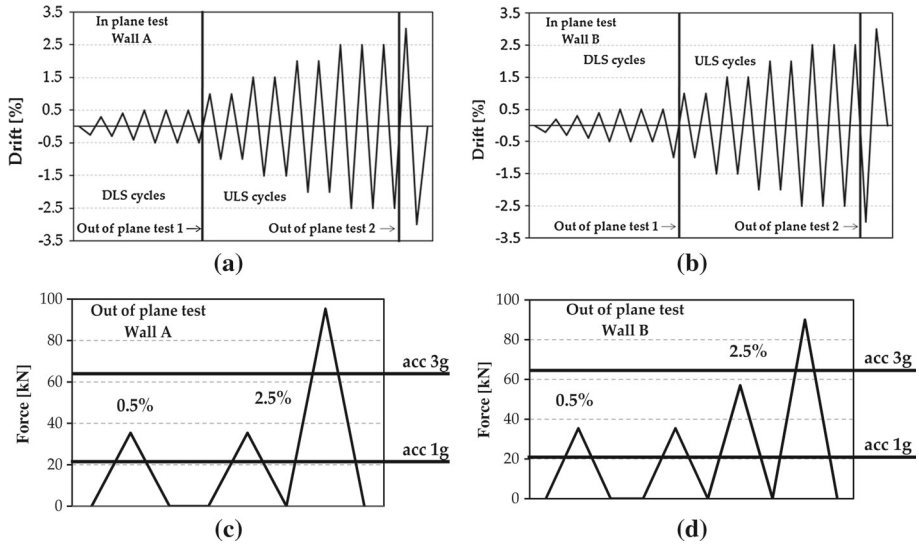 3.5
2.5
1.5
0.5
-0.5
-1.5
-2.5
-3.5
Drift [%]
In plane test
Wall A
DLS cycles
ULS cycles
Out of plane test 1 →
Out of plane test 2 →
(a)
3.5
2.5
1.5
0.5
-0.5
-1.5
-2.5
-3.5
Drift [%]
In plane test
Wall B
DLS cycles
ULS cycles
Out of plane test 1 →
Out of plane test 2 →
(b)
100
80
60
40
20
0
Force [kN]
Out of plane test
Wall A
0.5%
2.5%
acc 3g
acc 1g
(c)
100
80
60
40
20
0
Force [kN]
Out of plane test
Wall B
0.5%
2.5%
acc 3g
acc 1g
(d)